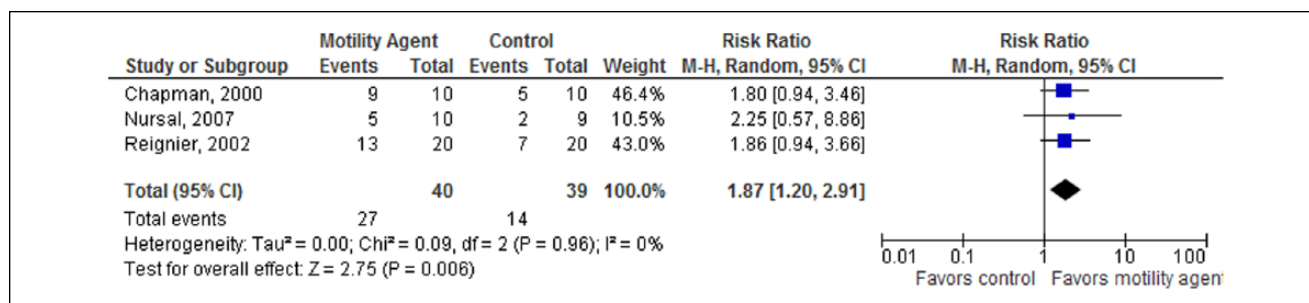 Motility Agent Control Risk Ratio Risk Ratio
Study or Subgroup Events Total Events Total Weight M-H, Random, 95% CI M-H, Random, 95% CI
Chapman, 2000 9 10 5 10 46.4% 1.80 [0.94, 3.46]
Nursal, 2007 5 10 2 9 10.5% 2.25 [0.57, 8.86]
Reignier, 2002 13 20 7 20 43.0% 1.86 [0.94, 3.66]
Total (95% CI) 40 39 100.0% 1.87 [1.20, 2.91]
Total events 27 14
Heterogeneity: Tau² = 0.00; Chi² = 0.09, df = 2 (P = 0.96); I² = 0%
Test for overall effect: Z = 2.75 (P = 0.006)
0.01 0.1 1 10 100
Favors control Favors motility agent